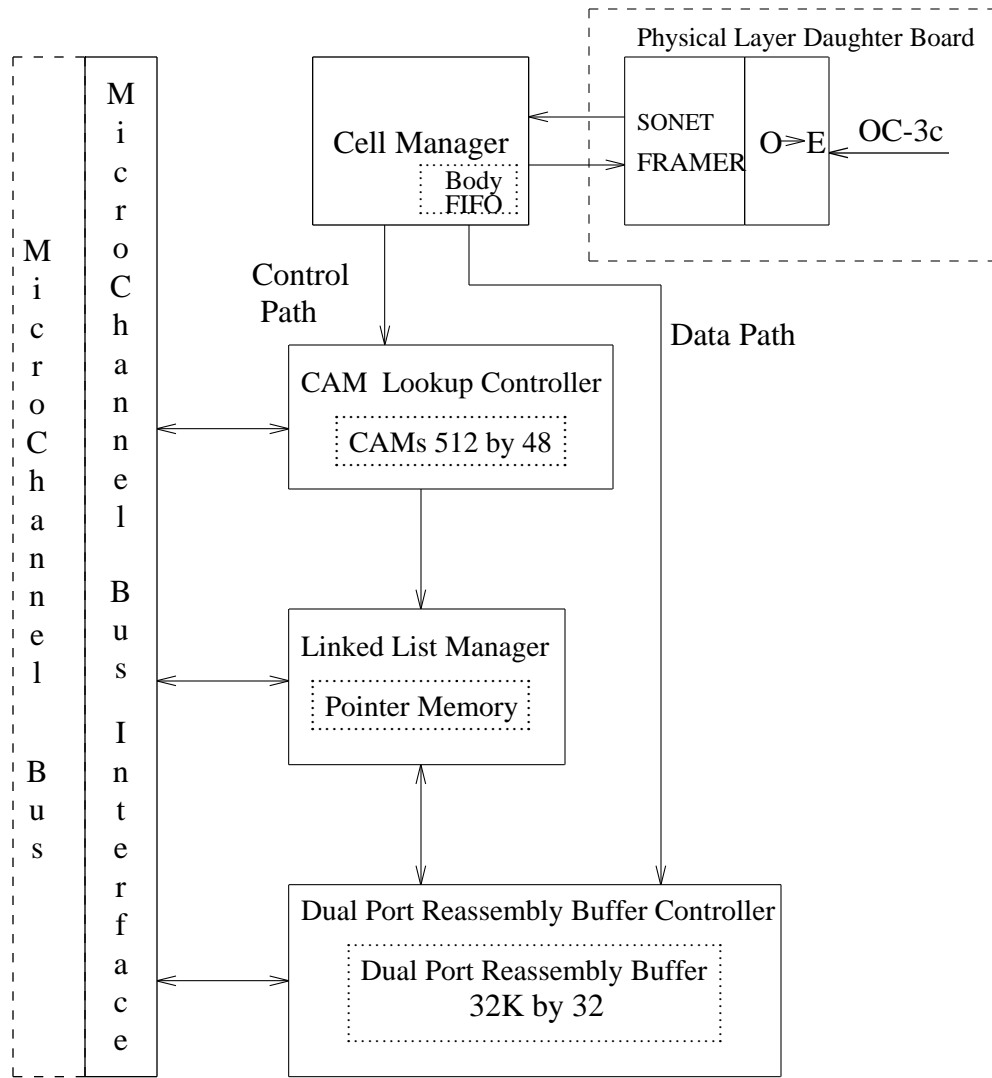 Physical Layer Daughter Board
SONET
FRAMER
O E
OC-3c
Cell Manager
Body
FIFO
Control
Path
Data Path
CAM Lookup Controller
CAMs 512 by 48
Linked List Manager
Pointer Memory
Dual Port Reassembly Buffer Controller
Dual Port Reassembly Buffer
32K by 32
MicroChannel Bus
MicroChannel Bus Interface